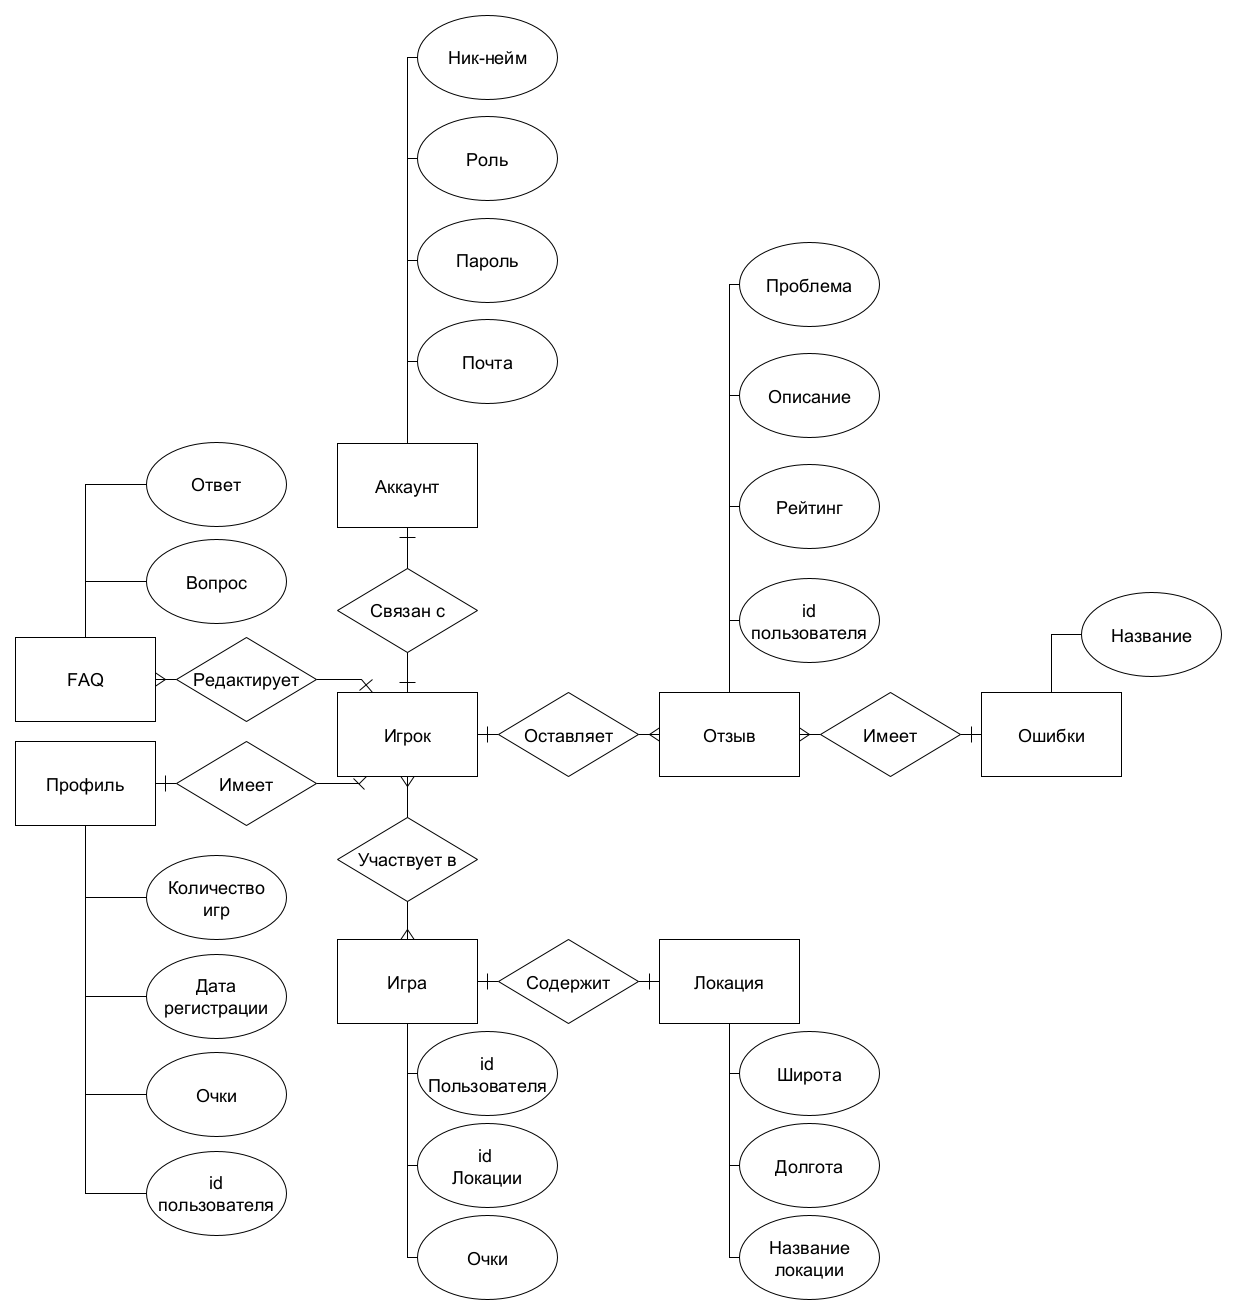 Ник-нейм
Роль
Пароль
Почта
Аккаунт
Связан с
Проблема
Описание
Рейтинг
id
пользователя
Ответ
Вопрос
FAQ
Редактирует
Игрок
Оставляет
Отзыв
Имеет
Ошибки
Название
Профиль
Имеет
Количество
игр
Дата
регистрации
Очки
id
пользователя
Участвует в
Игра
Содержит
Локация
id
Пользователя
id
Локации
Очки
Широта
Долгота
Название
локации